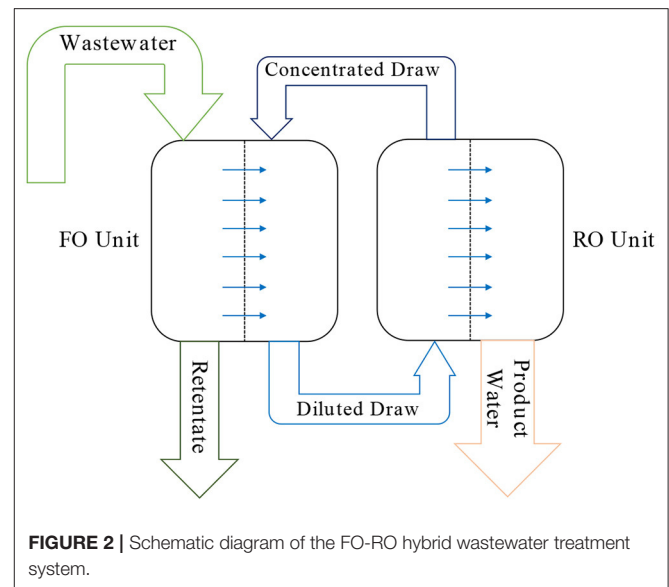 Wastewater
Concentrated Draw
FO Unit
RO Unit
Retentate
Diluted Draw
Product
Water
FIGURE 2 | Schematic diagram of the FO-RO hybrid wastewater treatment
system.